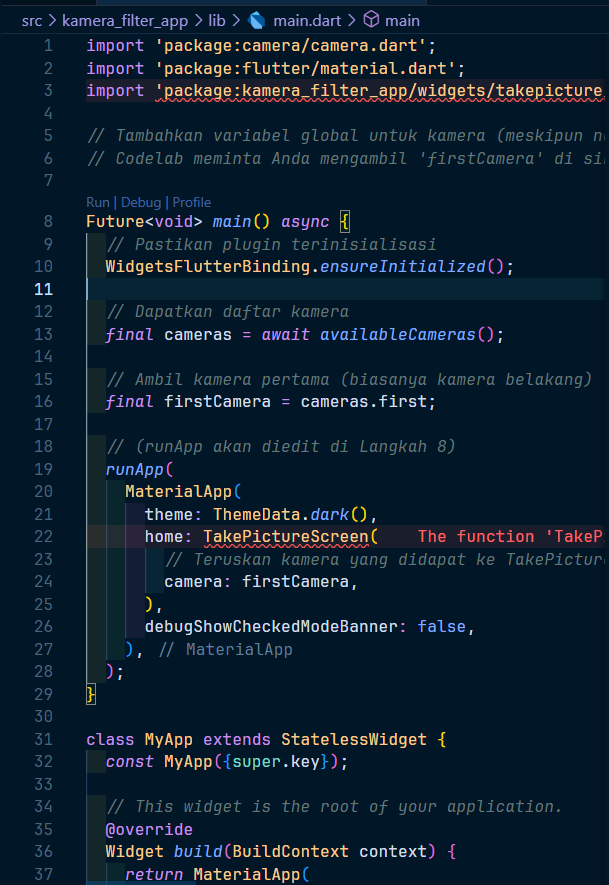 src > kamera_filter_app > lib > main.dart > main
1 import 'package:camera/camera.dart';
2 import 'package:flutter/material.dart';
3 import 'package:kamera_filter_app/widgets/takepicture
4
5 // Tambahkan variabel global untuk kamera (meskipun
6 // Codelab meminta Anda mengambil 'firstCamera' di
7
Run | Debug | Profile
8 Future<void> main() async {
9 // Pastikan plugin terinisialisasi
10 WidgetsFlutterBinding.ensureInitialized();
11
12 // Dapatkan daftar kamera
13 final cameras = await availableCameras();
14
15 // Ambil kamera pertama (biasanya kamera belakang)
16 final firstCamera = cameras.first;
17
18 // (runApp akan diedit di Langkah 8)
19 runApp(
20 MaterialApp(
21 theme: ThemeData.dark(),
22 home: TakePictureScreen( The function 'TakeP
23 // Teruskan kamera yang didapat ke TakePictur
24 camera: firstCamera,
25 ),
26 debugShowCheckedModeBanner: false,
27 ), // MaterialApp
28 );
29 }
30
31 class MyApp extends StatelessWidget {
32 const MyApp({super.key});
33
34 // This widget is the root of your application.
35 @override
36 Widget build(BuildContext context) {
37 return MaterialApp(